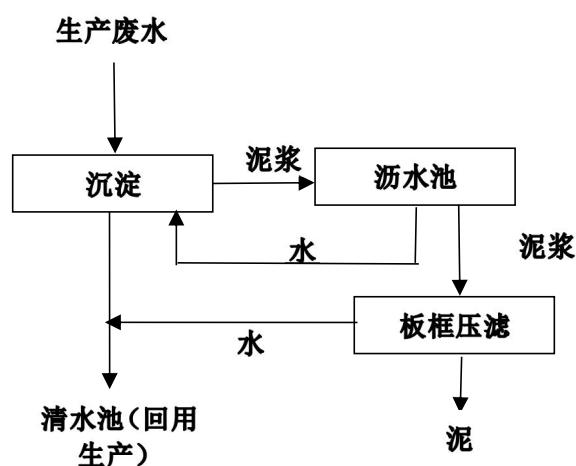 生产废水
泥浆
沉淀
沥水池
泥浆
水
板框压滤
水
清水池（回用
生产）
泥